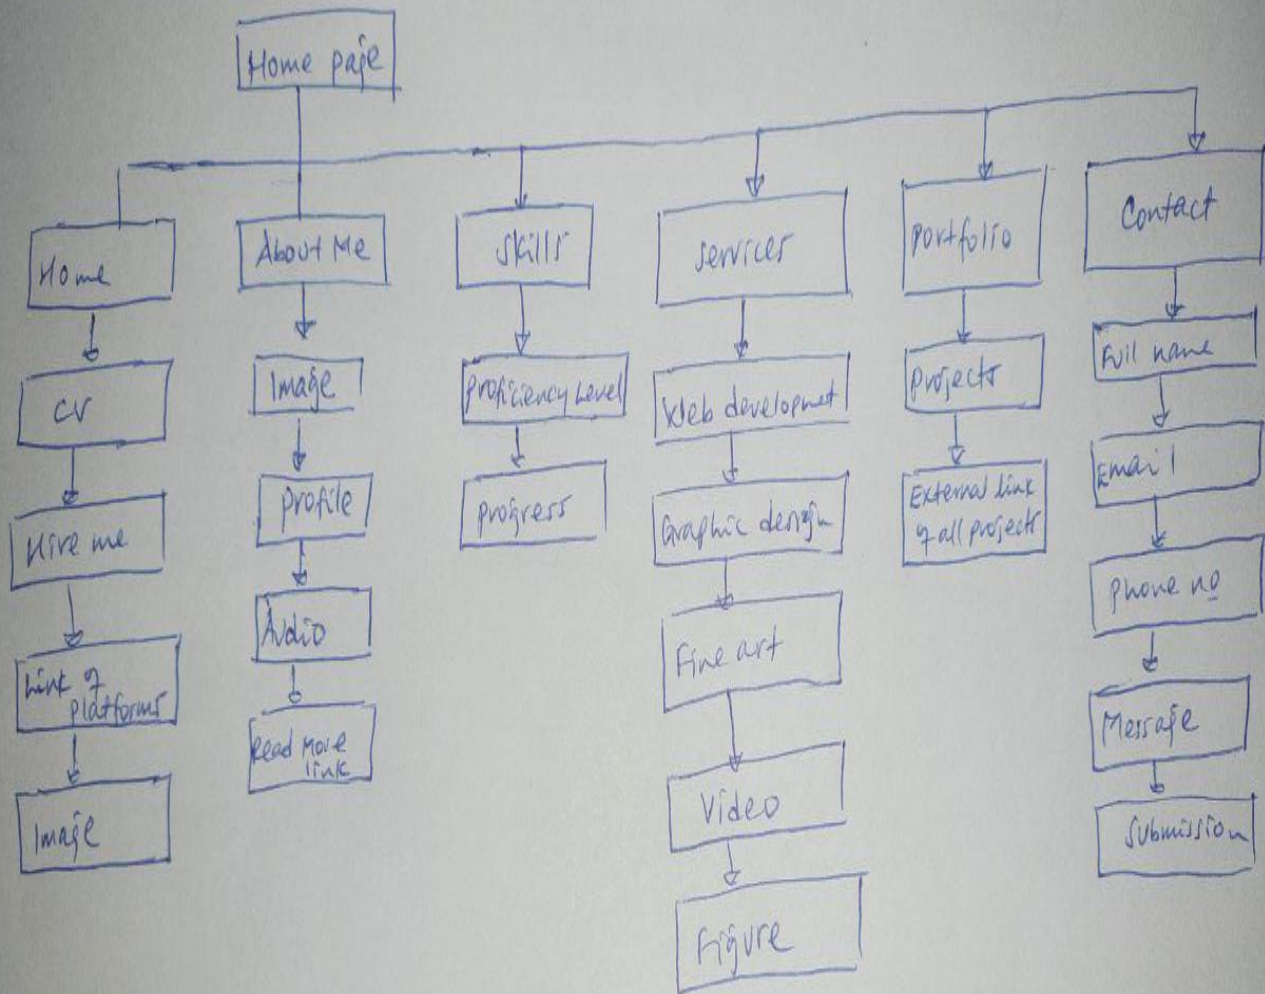 Home page
Home
About Me
Skills
Services
Portfolio
Contact
CV
Hire me
Link of
platforms
Image
Image
Profile
Audio
Read More
link
Proficiency Level
progress
Web developmet
Graphic design
Fine art
Video
Figure
Projects
External Link
of all projects
Full name
Email
Phone no
Message
Submission